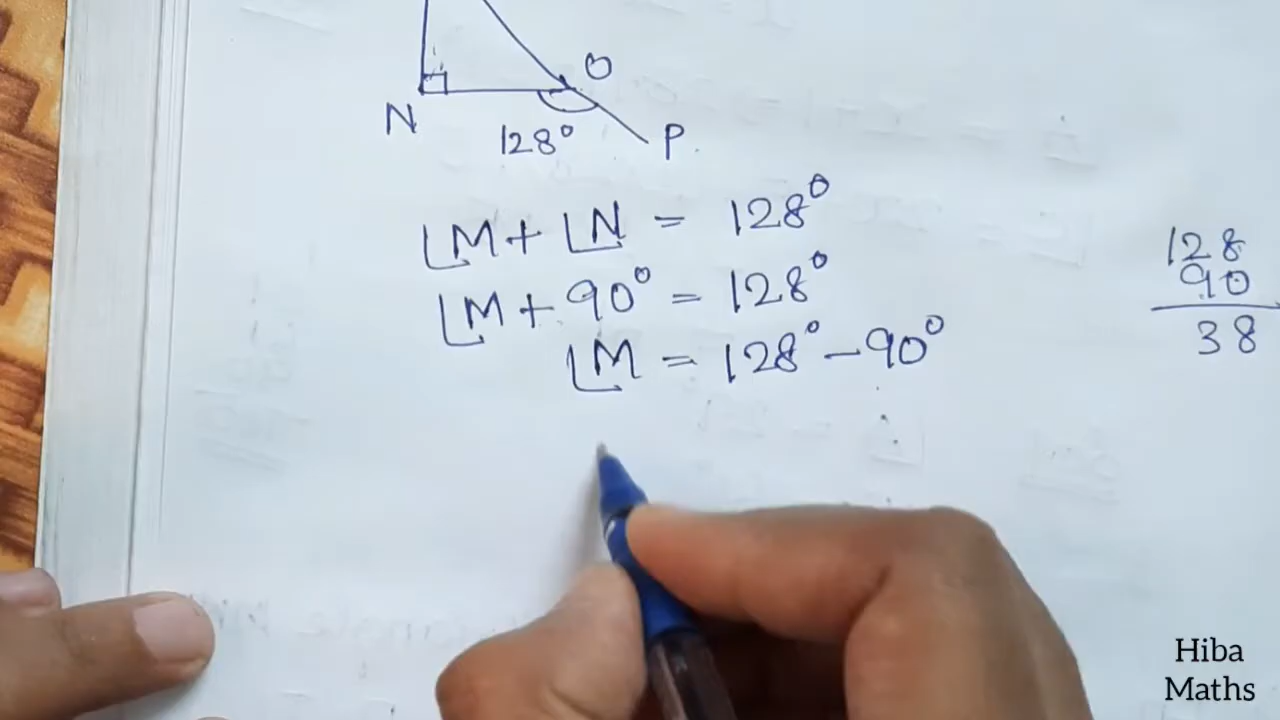 O
N
128° P
∠M + ∠N = 128°
∠M + 90° = 128°
∠M = 128° - 90°
128
90
38
Hiba
Maths